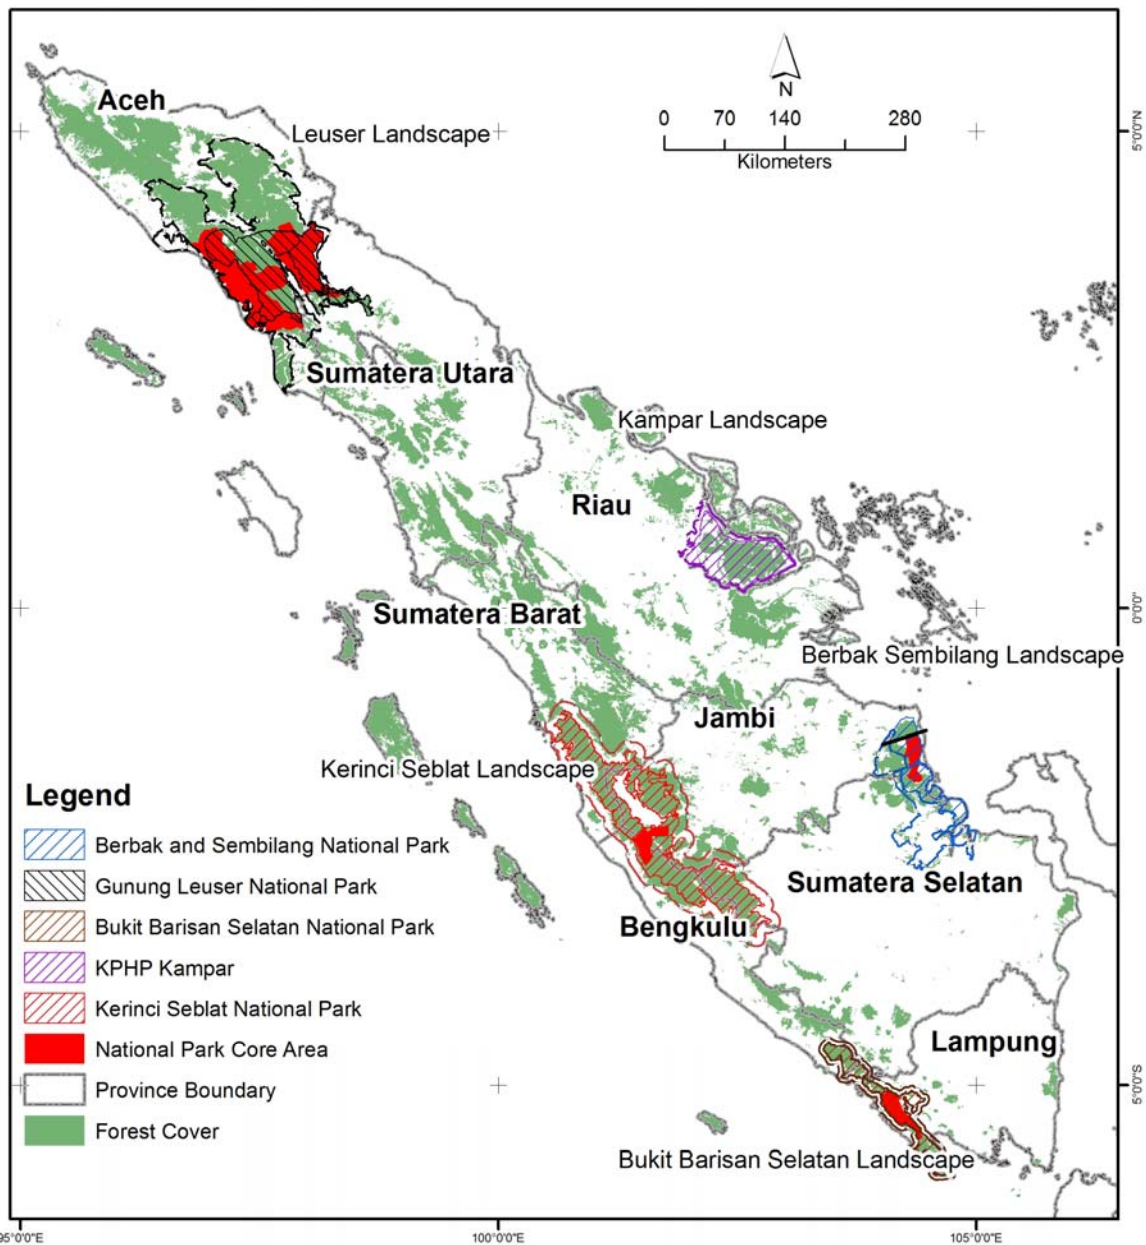 Aceh
Leuser Landscape
N
0 70 140 280
Kilometers
5°0'0"N
Sumatera Utara
Kampar Landscape
Riau
Sumatera Barat
0°0'0"
Berbak Sembilang Landscape
Jambi
Kerinci Seblat Landscape
Sumatera Selatan
Bengkulu
Lampung
5°0'0"S
Bukit Barisan Selatan Landscape
Legend
Berbak and Sembilang National Park
Gunung Leuser National Park
Bukit Barisan Selatan National Park
KPHP Kampar
Kerinci Seblat National Park
National Park Core Area
Province Boundary
Forest Cover
95°0'0"E 100°0'0"E 105°0'0"E